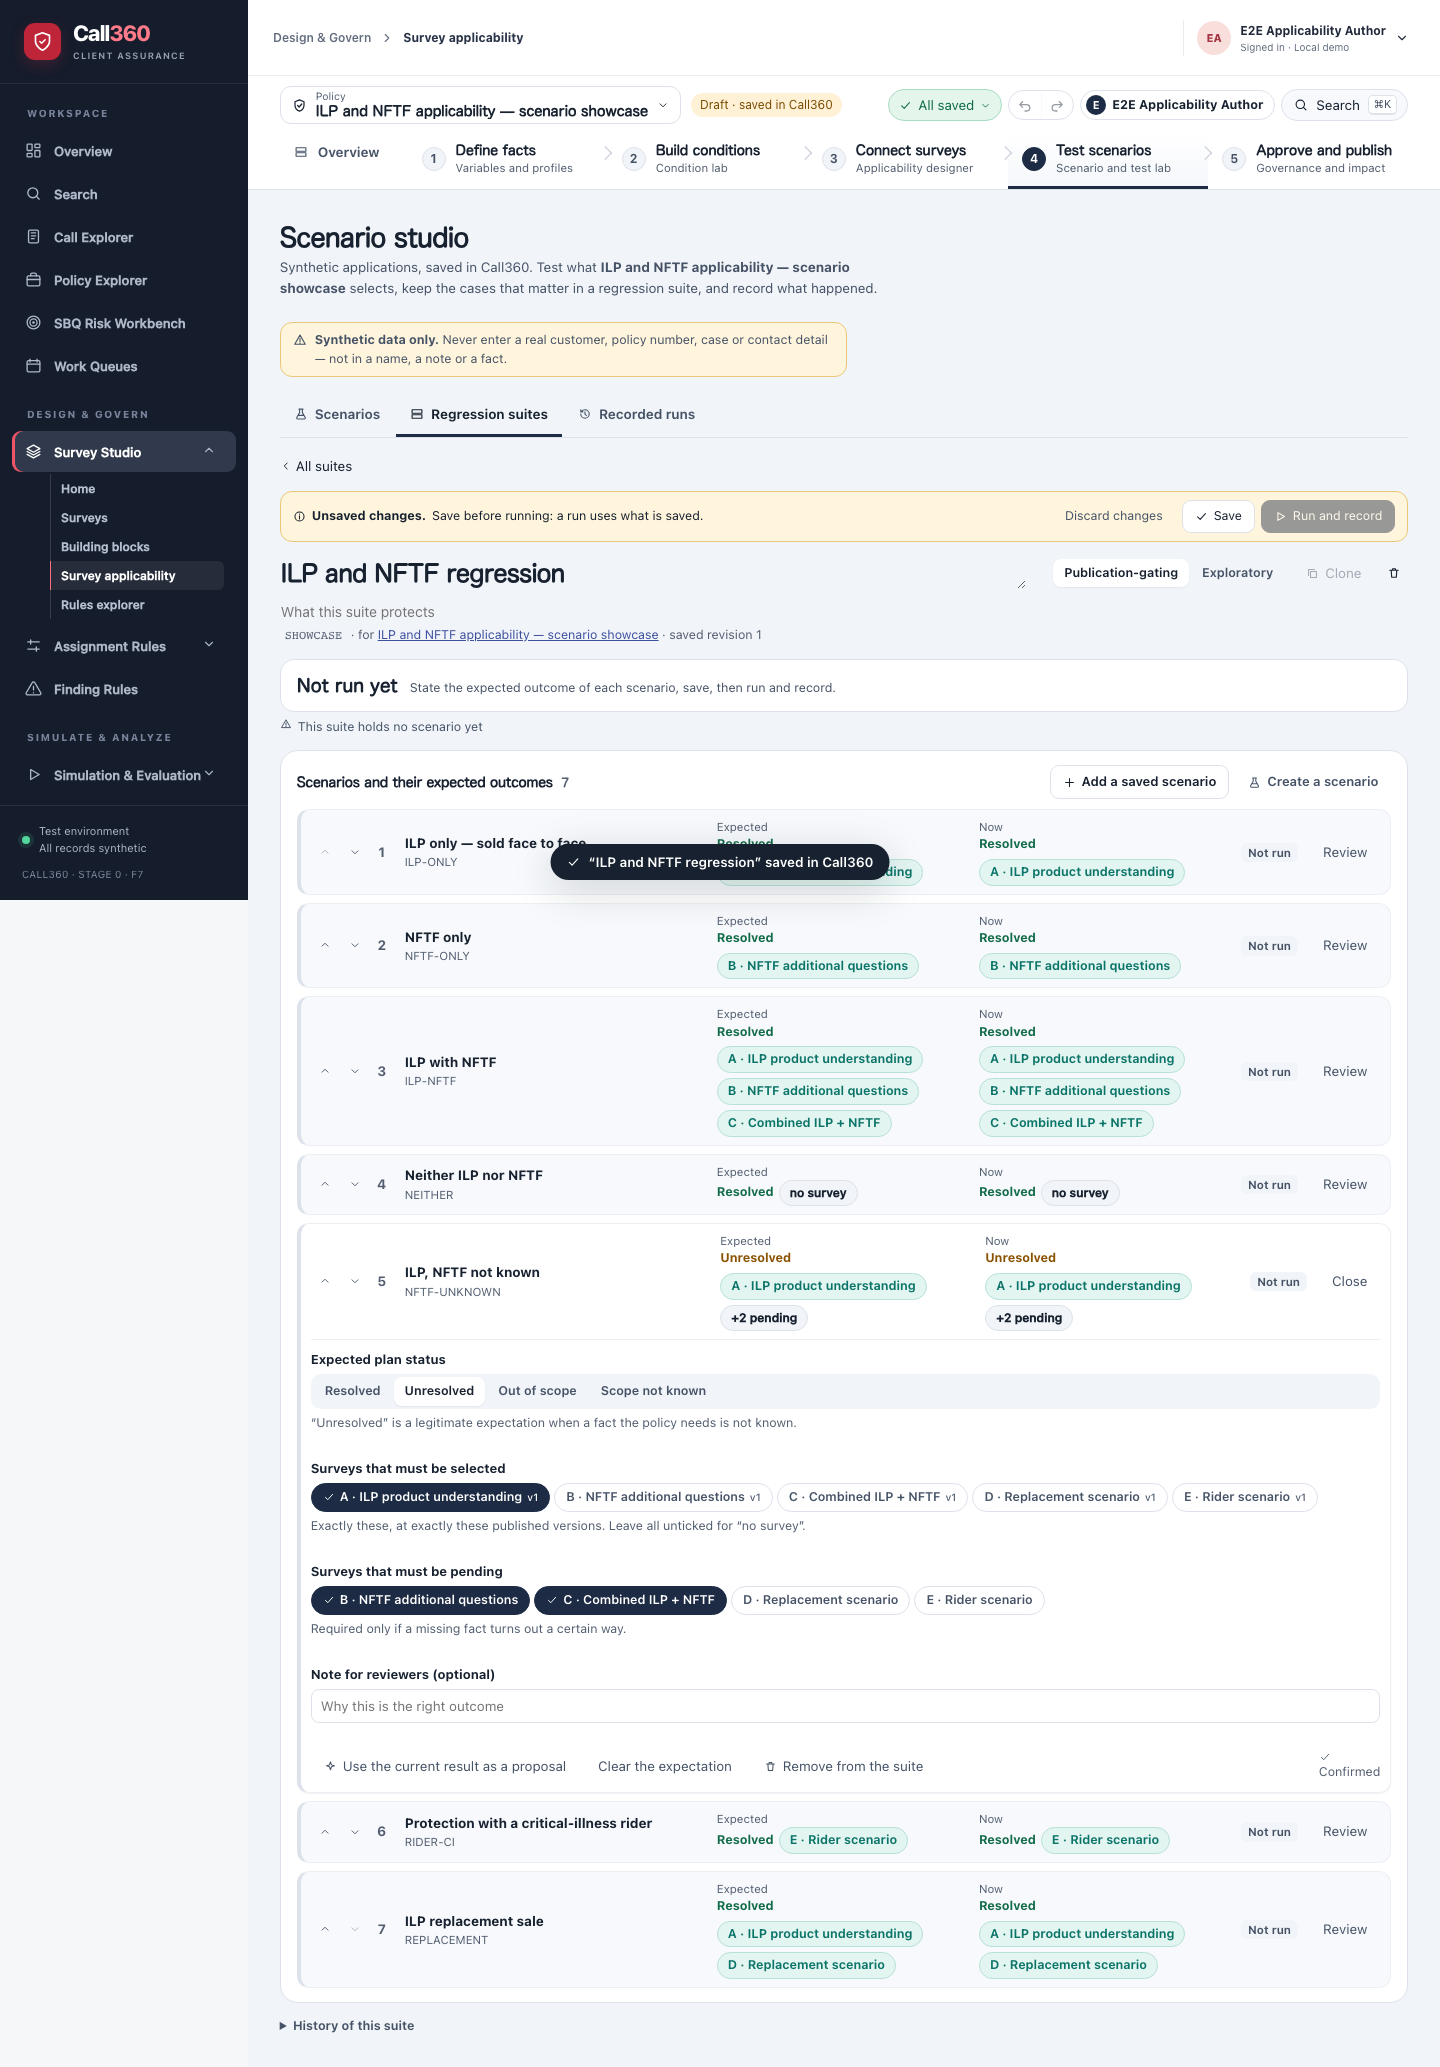 Call360
CLIENT ASSURANCE
WORKSPACE
Overview
Search
Call Explorer
Policy Explorer
SBQ Risk Workbench
Work Queues
DESIGN & GOVERN
Survey Studio
Home
Surveys
Building blocks
Survey applicability
Rules explorer
Assignment Rules
Finding Rules
SIMULATE & ANALYZE
Simulation & Evaluation
Test environment
All records synthetic
CALL360 · STAGE 0 · F7
Design & Govern > Survey applicability
EA
E2E Applicability Author
Signed in · Local demo
Policy
ILP and NFTF applicability — scenario showcase
Draft · saved in Call360
All saved
E E2E Applicability Author
Search ⌘K
Overview
1 Define facts
Variables and profiles
2 Build conditions
Condition lab
3 Connect surveys
Applicability designer
4 Test scenarios
Scenario and test lab
5 Approve and publish
Governance and impact
Scenario studio
Synthetic applications, saved in Call360. Test what ILP and NFTF applicability — scenario
showcase selects, keep the cases that matter in a regression suite, and record what happened.
Synthetic data only. Never enter a real customer, policy number, case or contact detail
— not in a name, a note or a fact.
Scenarios
Regression suites
Recorded runs
All suites
Unsaved changes. Save before running: a run uses what is saved.
Discard changes
Save
Run and record
ILP and NFTF regression
Publication-gating
Exploratory
Clone
What this suite protects
SHOWCASE · for ILP and NFTF applicability — scenario showcase · saved revision 1
Not run yet State the expected outcome of each scenario, save, then run and record.
This suite holds no scenario yet
Scenarios and their expected outcomes 7
+ Add a saved scenario
Create a scenario
1 ILP only — sold face to face
ILP-ONLY
Expected
Resolved
ding
Now
Resolved
A · ILP product understanding
Not run
Review
“ILP and NFTF regression” saved in Call360
2 NFTF only
NFTF-ONLY
Expected
Resolved
B · NFTF additional questions
Now
Resolved
B · NFTF additional questions
Not run
Review
3 ILP with NFTF
ILP-NFTF
Expected
Resolved
A · ILP product understanding
B · NFTF additional questions
C · Combined ILP + NFTF
Now
Resolved
A · ILP product understanding
B · NFTF additional questions
C · Combined ILP + NFTF
Not run
Review
4 Neither ILP nor NFTF
NEITHER
Expected
Resolved no survey
Now
Resolved no survey
Not run
Review
5 ILP, NFTF not known
NFTF-UNKNOWN
Expected
Unresolved
A · ILP product understanding
+2 pending
Now
Unresolved
A · ILP product understanding
+2 pending
Not run
Close
Expected plan status
Resolved Unresolved Out of scope Scope not known
“Unresolved” is a legitimate expectation when a fact the policy needs is not known.
Surveys that must be selected
A · ILP product understanding v1 B · NFTF additional questions v1 C · Combined ILP + NFTF v1 D · Replacement scenario v1 E · Rider scenario v1
Exactly these, at exactly these published versions. Leave all unticked for “no survey”.
Surveys that must be pending
B · NFTF additional questions C · Combined ILP + NFTF D · Replacement scenario E · Rider scenario
Required only if a missing fact turns out a certain way.
Note for reviewers (optional)
Why this is the right outcome
Use the current result as a proposal
Clear the expectation
Remove from the suite
Confirmed
6 Protection with a critical-illness rider
RIDER-CI
Expected
Resolved E · Rider scenario
Now
Resolved E · Rider scenario
Not run
Review
7 ILP replacement sale
REPLACEMENT
Expected
Resolved
A · ILP product understanding
D · Replacement scenario
Now
Resolved
A · ILP product understanding
D · Replacement scenario
Not run
Review
History of this suite